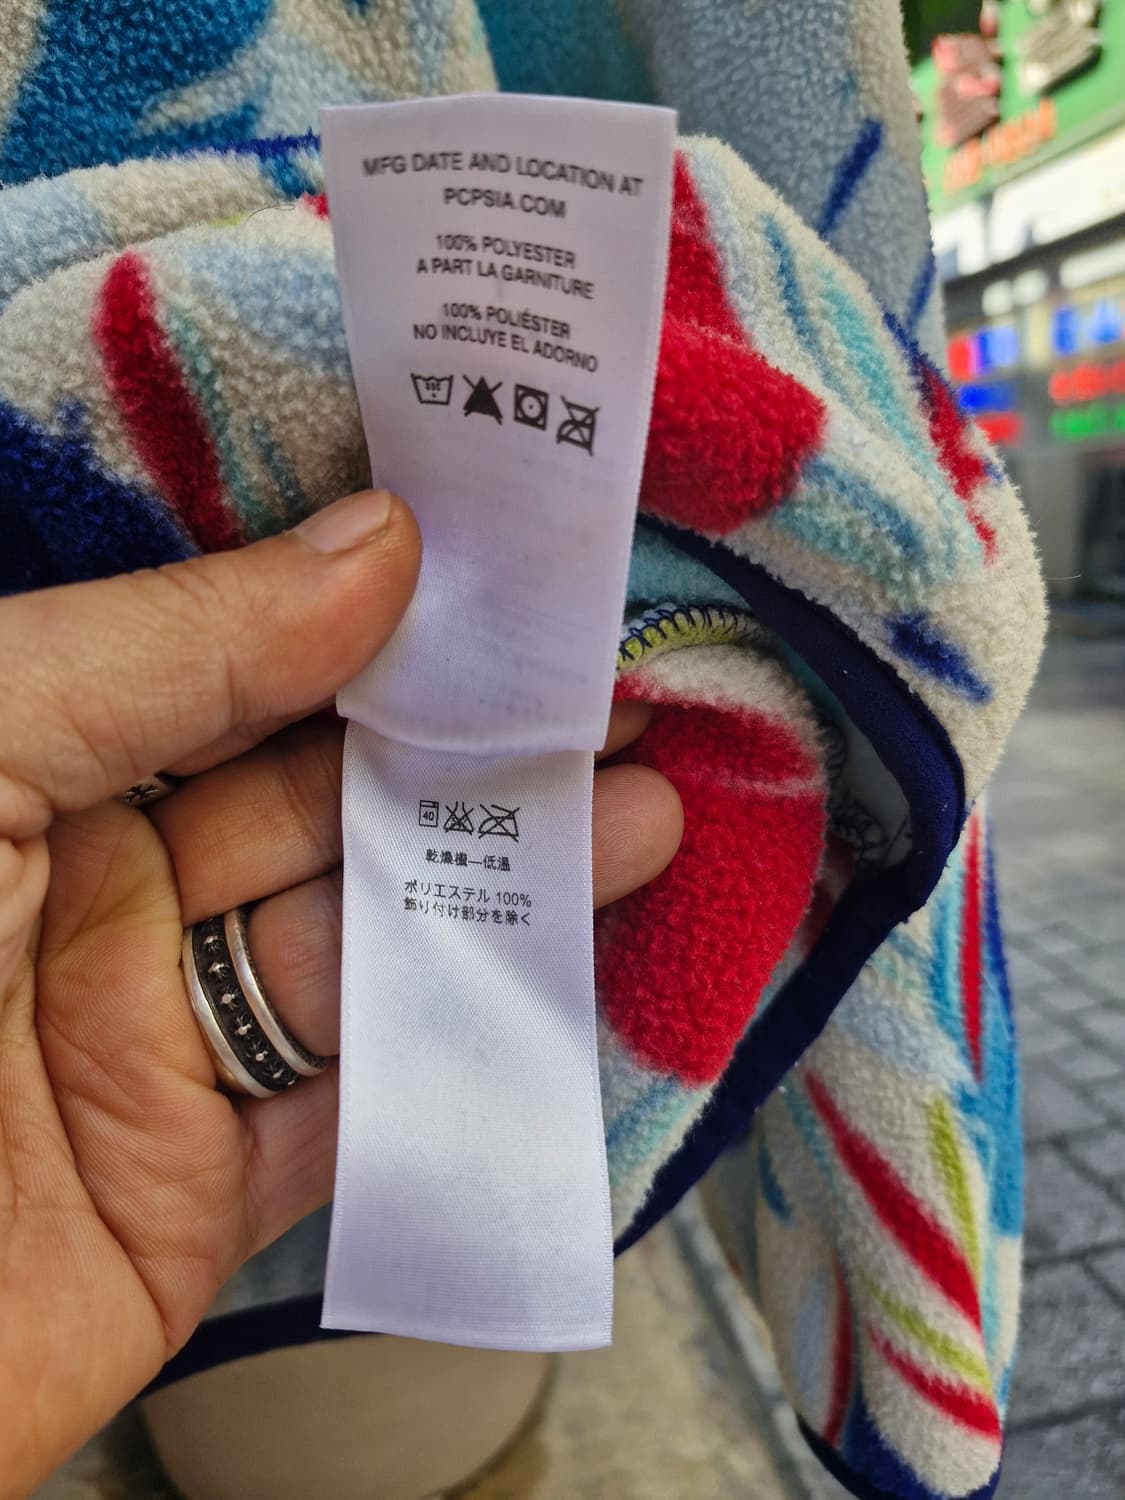 MFG DATE AND LOCATION AT
PCPSIA.COM
100% POLYESTER
A PART LA GARNITURE
100% POLIÉSTER
NO INCLUYE EL ADORNO
40
乾燥機—低温
ポリエステル 100%
飾り付け部分を除く